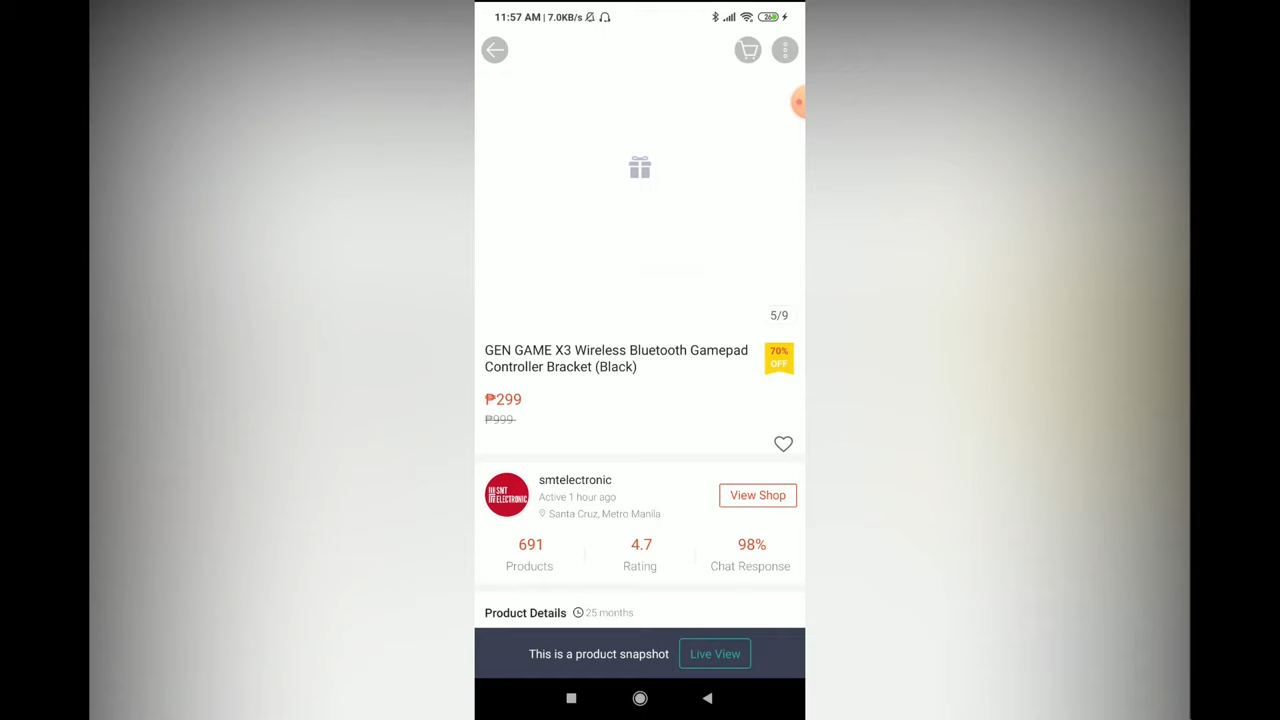 11:57 AM | 7.0KB/s
26
5/9
GEN GAME X3 Wireless Bluetooth Gamepad
Controller Bracket (Black)
70%
OFF
₱299
₱999
smtelectronic
Active 1 hour ago
Santa Cruz, Metro Manila
View Shop
691
4.7
98%
Products
Rating
Chat Response
Product Details
25 months
This is a product snapshot
Live View